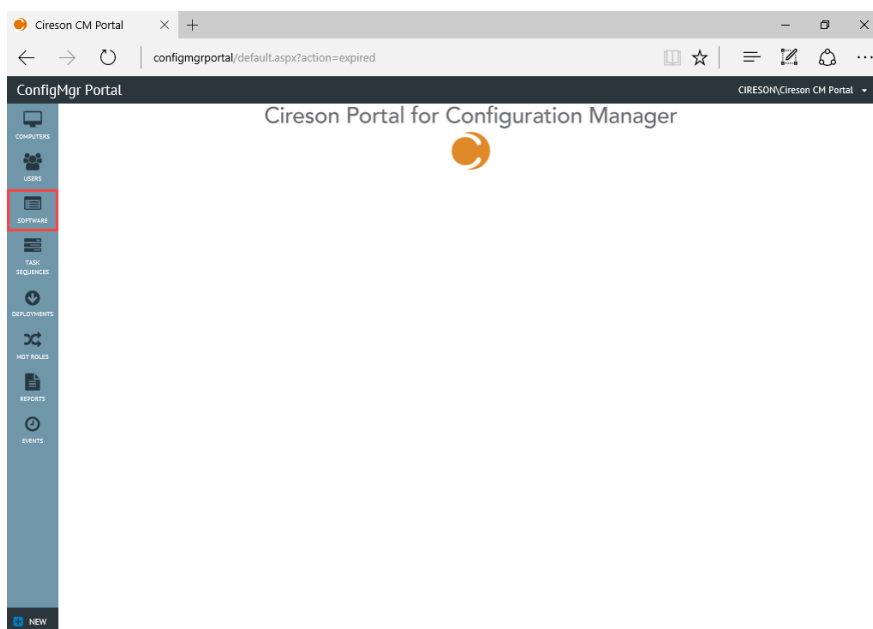 Cireson CM Portal
configmgrportal/default.aspx?action=expired
ConfigMgr Portal
CIRESON\Cireson CM Portal
Cireson Portal for Configuration Manager
COMPUTERS
USERS
SOFTWARE
TASK
SEQUENCES
DEPLOYMENTS
MDT ROLES
REPORTS
EVENTS
NEW